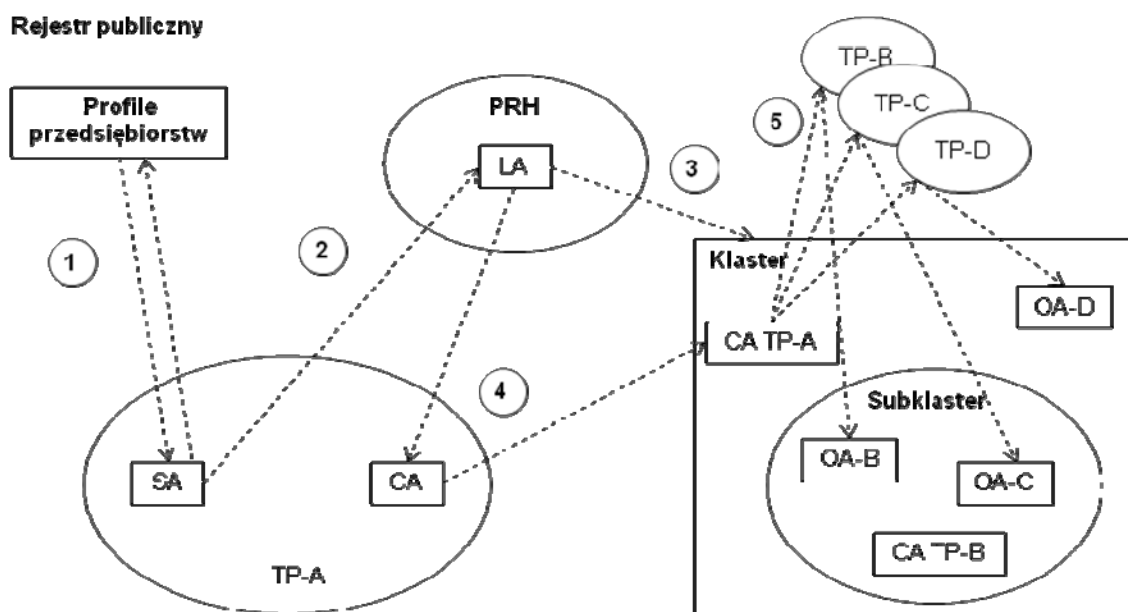 Rejestr publiczny
Profile
przedsiębiorstw
PRH
LA
TP-B
TP-C
TP-D
5
3
1
2
Klaster
CA TP-A
OA-D
4
Subklaster
SA
CA
OA-B
OA-C
CA TP-B
TP-A